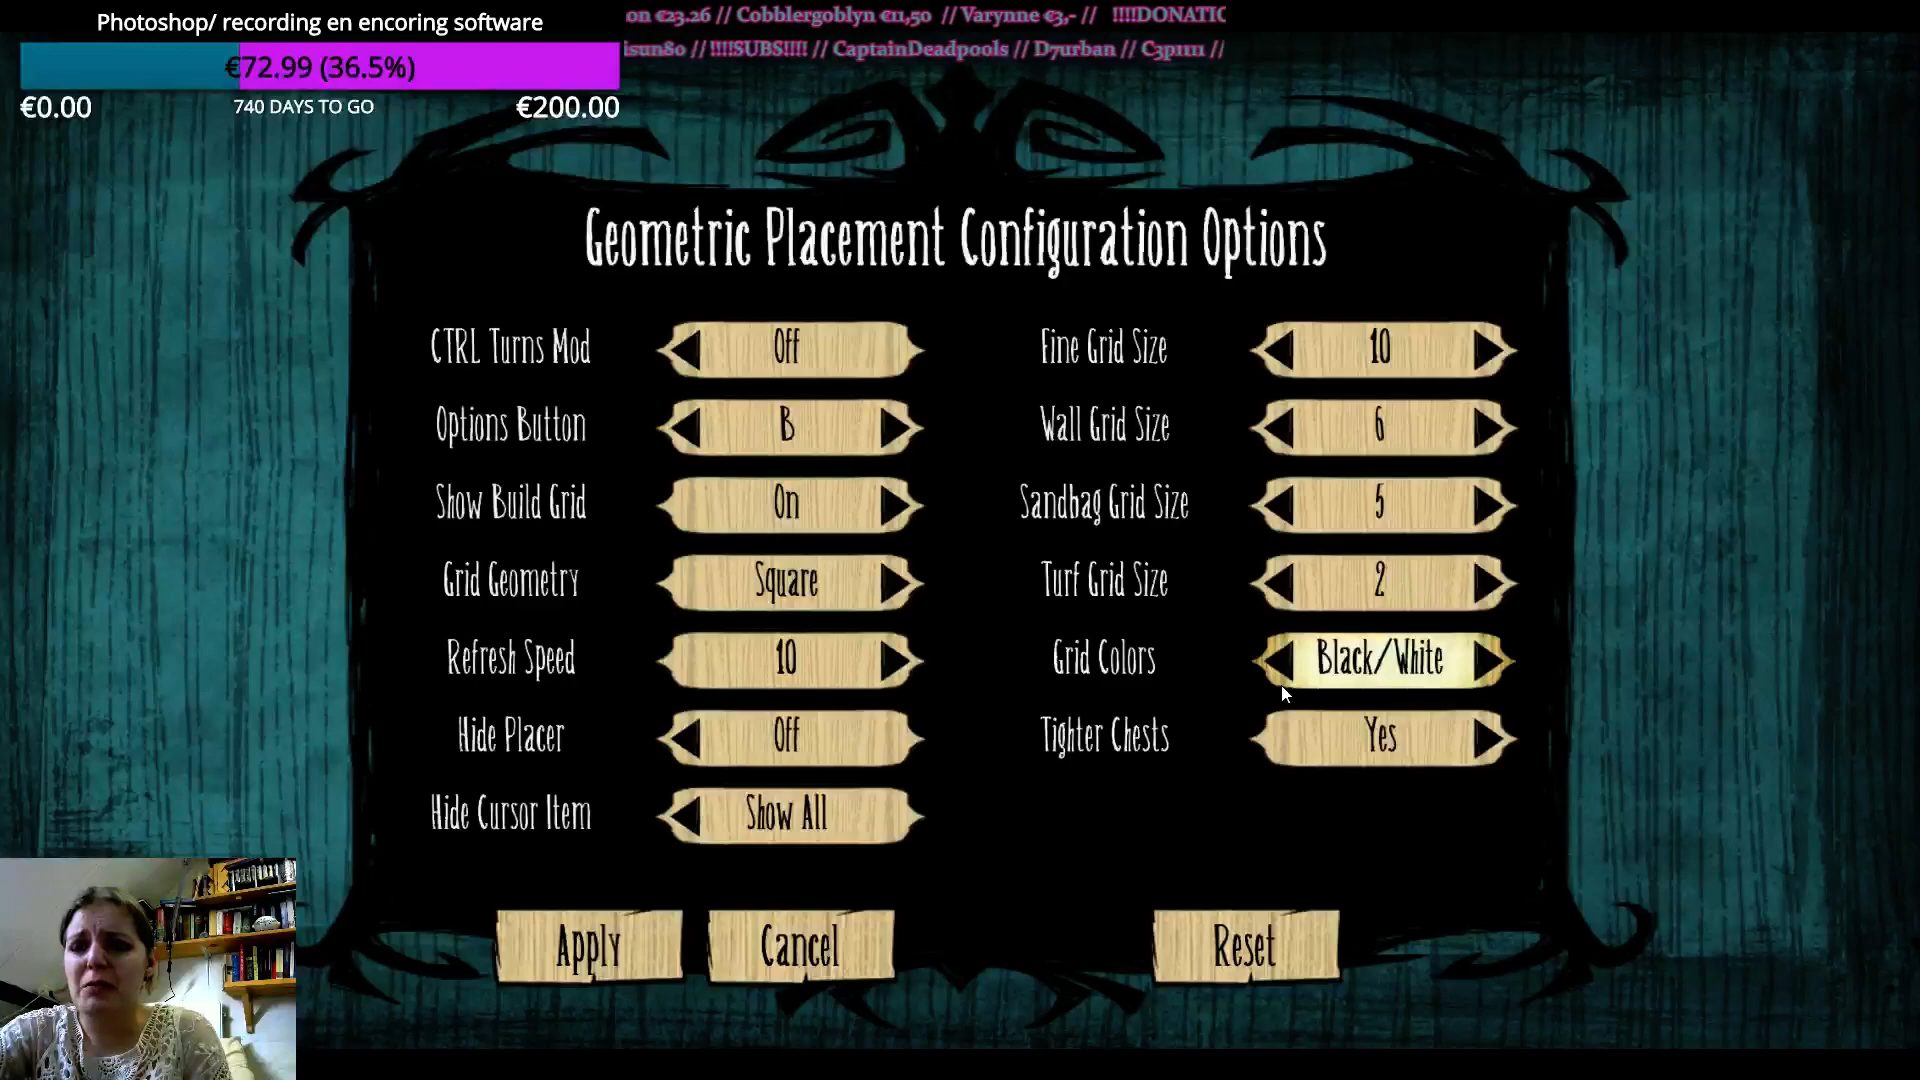 Photoshop/ recording en encoring software
€72.99 (36.5%)
€0.00 740 DAYS TO GO €200.00
on €23.26 // Cobblergoblyn €11,50 // Varynne €3,- // !!!!DONATIO
isun80 // !!!!SUBS!!!! // CaptainDeadpools // D7urban // C3p1111 //
Geometric Placement Configuration Options
CTRL Turns Mod Off
Options Button B
Show Build Grid On
Grid Geometry Square
Refresh Speed 10
Hide Placer Off
Hide Cursor Item Show All
Fine Grid Size 10
Wall Grid Size 6
Sandbag Grid Size 5
Turf Grid Size 2
Grid Colors Black/White
Tighter Chests Yes
Apply Cancel Reset